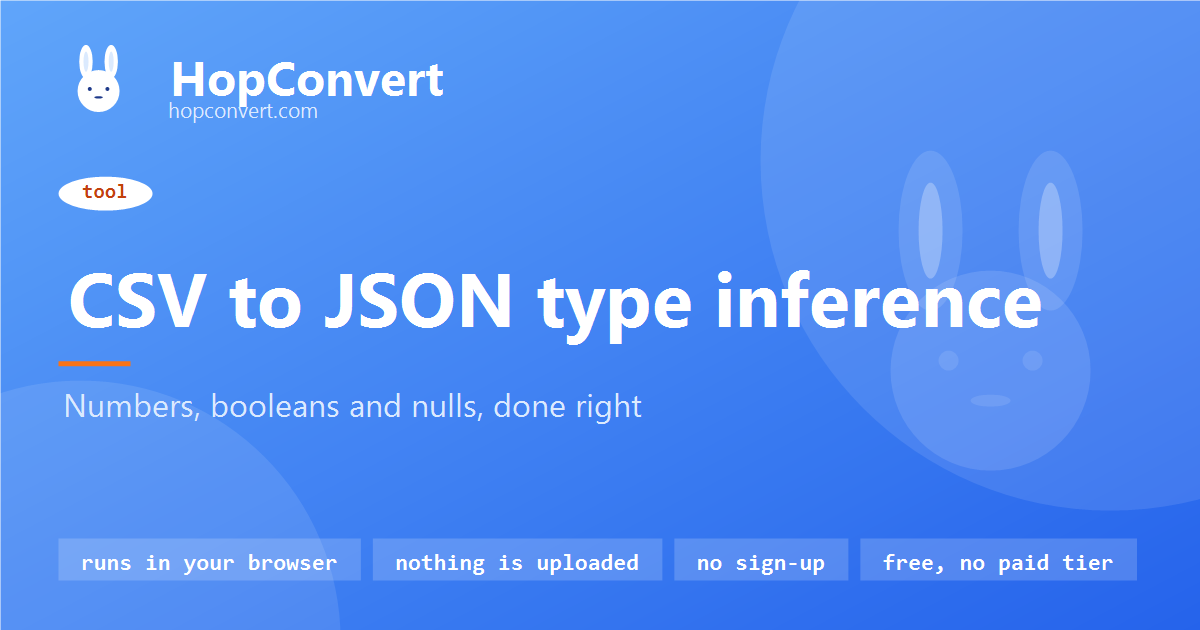 HopConvert
hopconvert.com
tool
CSV to JSON type inference
Numbers, booleans and nulls, done right
runs in your browser
nothing is uploaded
no sign-up
free, no paid tier